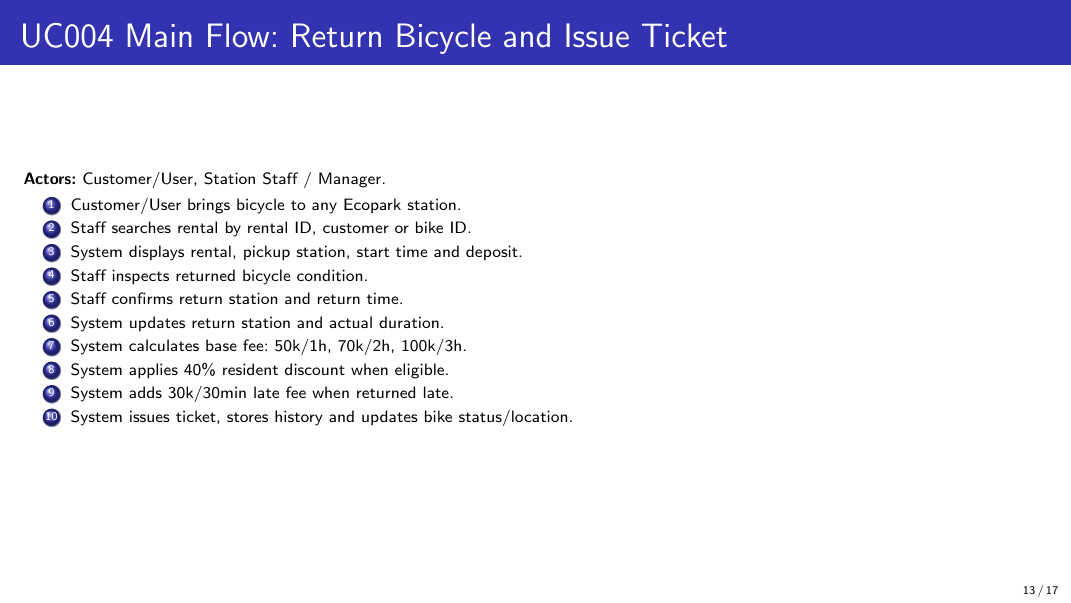 UC004 Main Flow: Return Bicycle and Issue Ticket
Actors: Customer/User, Station Staff / Manager.
1 Customer/User brings bicycle to any Ecopark station.
2 Staff searches rental by rental ID, customer or bike ID.
3 System displays rental, pickup station, start time and deposit.
4 Staff inspects returned bicycle condition.
5 Staff confirms return station and return time.
6 System updates return station and actual duration.
7 System calculates base fee: 50k/1h, 70k/2h, 100k/3h.
8 System applies 40% resident discount when eligible.
9 System adds 30k/30min late fee when returned late.
10 System issues ticket, stores history and updates bike status/location.
13 / 17